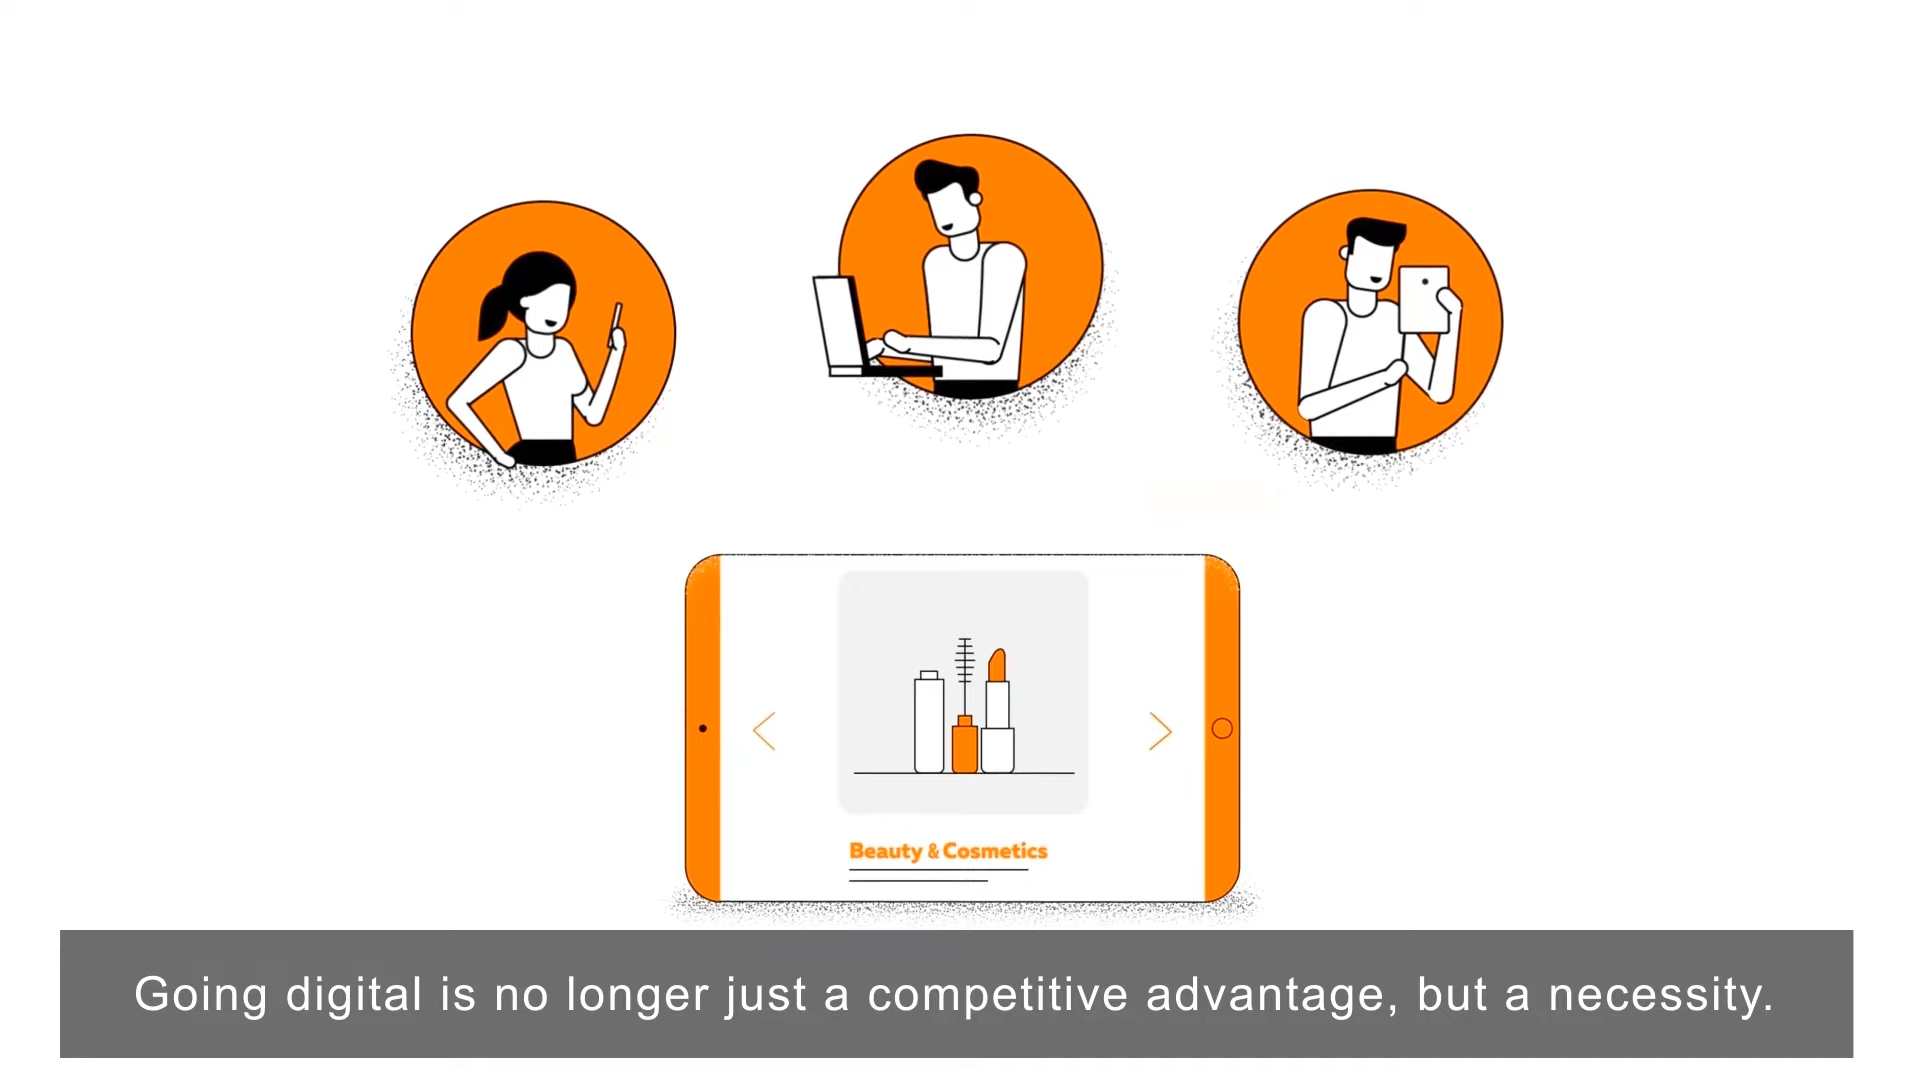 Beauty & Cosmetics
Going digital is no longer just a competitive advantage, but a necessity.